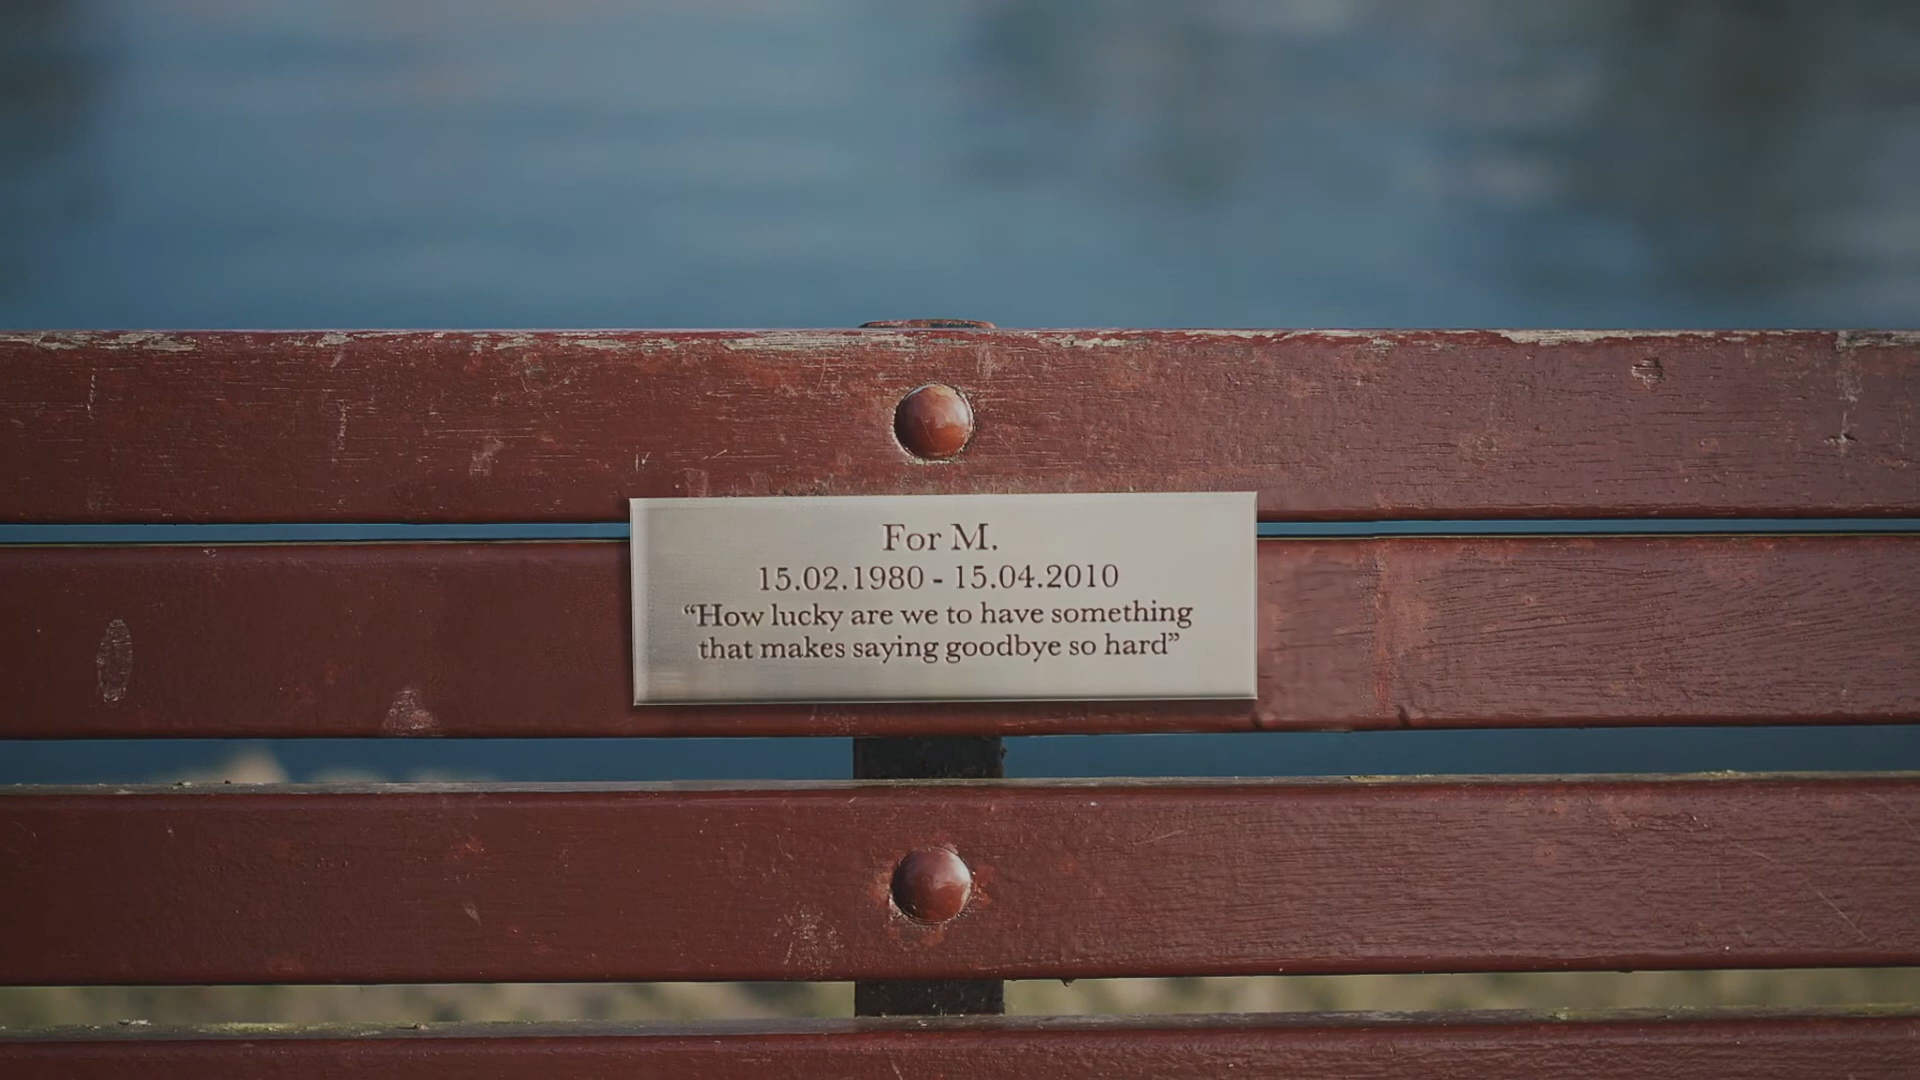 For M.
15.02.1980 - 15.04.2010
“How lucky are we to have something
that makes saying goodbye so hard”